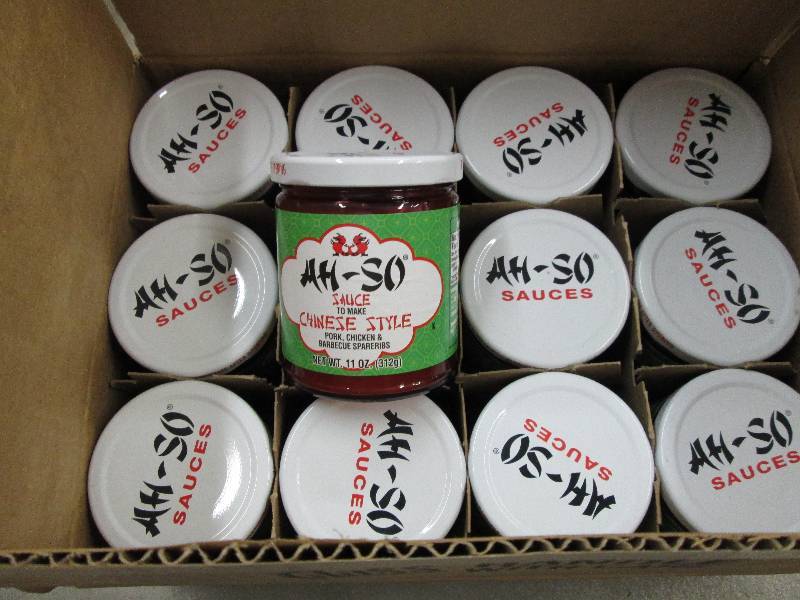 AH-SO®
SAUCES
AH-SO
SAUCES
AH-SO®
SAUCES
AH-SO®
SAUCES
AH-SO®
SAUCE
TO MAKE
CHINESE STYLE
PORK, CHICKEN &
BARBECUE SPARERIBS
K
NET WT. 11 OZ. (312g)
AH-SO®
SAUCES
AH-SO®
SAUCES
AH-SO®
SAUCES
AH-SO®
SAUCES
AH-SO®
SAUCES
AH-SO®
SAUCES
AH-SO®
SAUCES